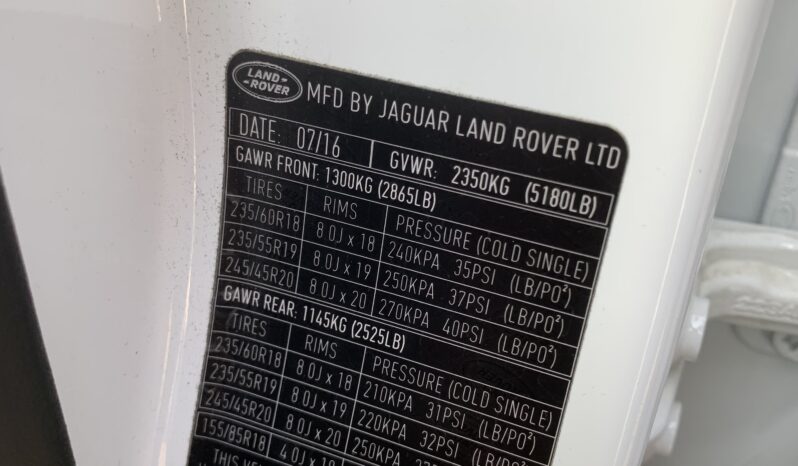 LAND
ROVER
MFD BY JAGUAR LAND ROVER LTD
DATE: 07/16 GVWR: 2350KG (5180LB)
GAWR FRONT: 1300KG (2865LB)
TIRES RIMS PRESSURE (COLD SINGLE)
235/60R18 8 0J x 18 240KPA 35PSI (LB/PO²)
235/55R19 8 0J x 19 250KPA 37PSI (LB/PO²)
245/45R20 8 0J x 20 270KPA 40PSI (LB/PO²)
GAWR REAR: 1145KG (2525LB)
TIRES RIMS PRESSURE (COLD SINGLE)
235/60R18 8 0J x 18 210KPA 31PSI (LB/PO²)
235/55R19 8 0J x 19 220KPA 32PSI (LB/PO²)
245/45R20 8 0J x 20 250KPA
155/85R18 4 0J x
THIS